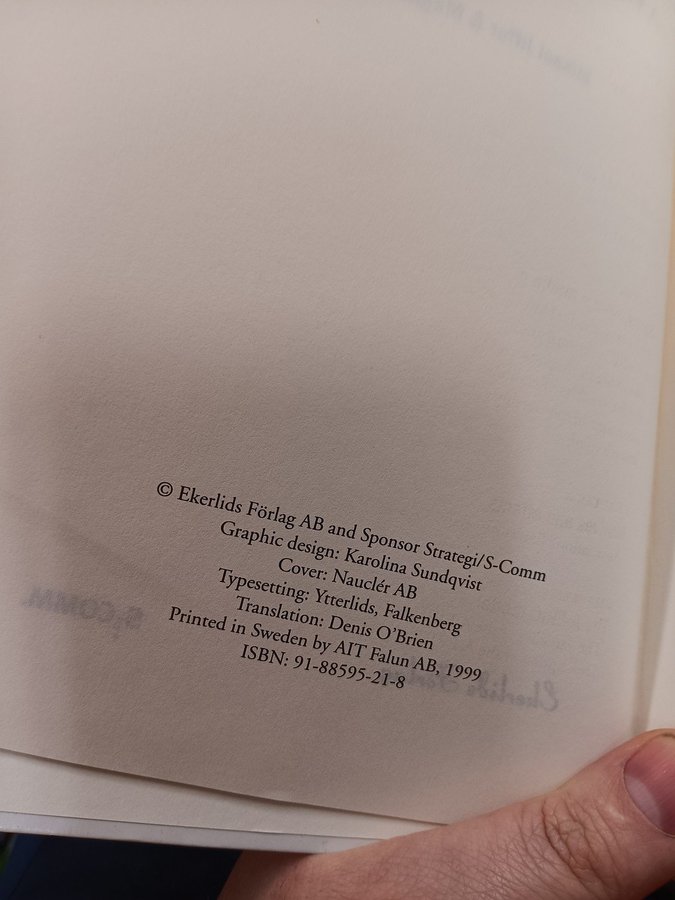 © Ekerlids Förlag AB and Sponsor Strategi/S-Comm
Graphic design: Karolina Sundqvist
Cover: Nauclér AB
Typesetting: Ytterlids, Falkenberg
Translation: Denis O'Brien
Printed in Sweden by AIT Falun AB, 1999
ISBN: 91-88595-21-8